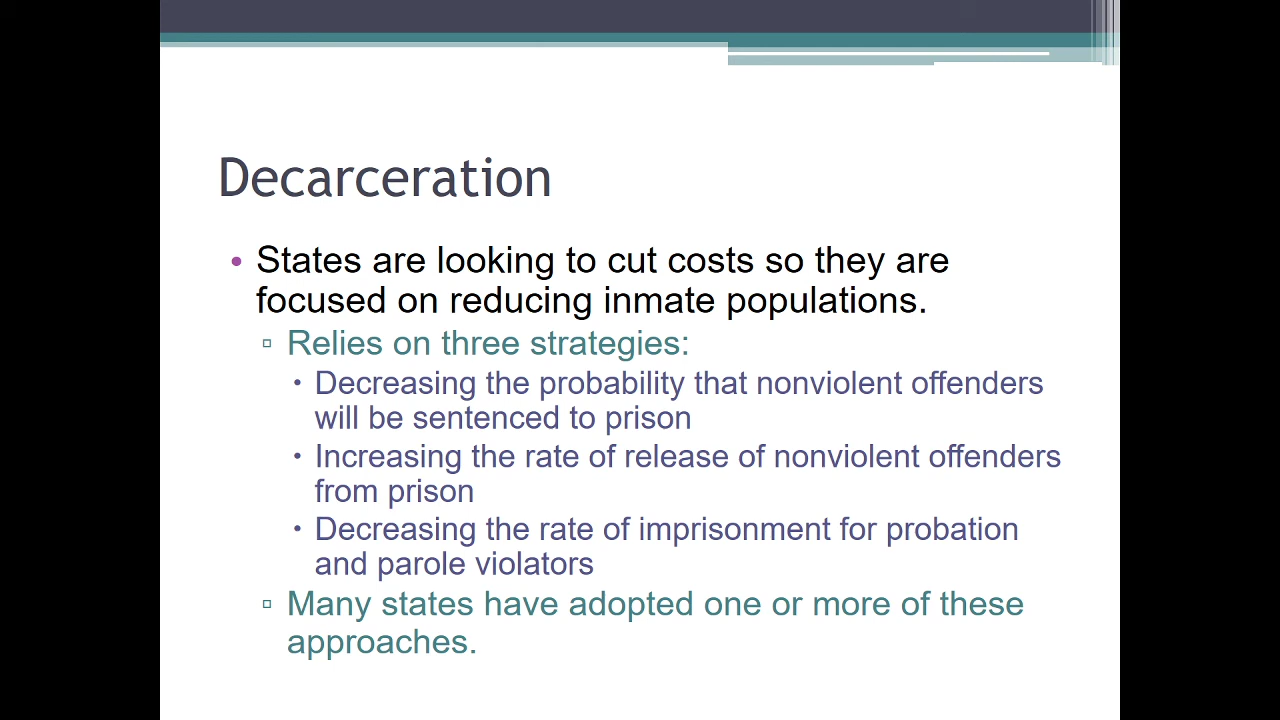 Decarceration
• States are looking to cut costs so they are
focused on reducing inmate populations.
▫ Relies on three strategies:
• Decreasing the probability that nonviolent offenders
will be sentenced to prison
• Increasing the rate of release of nonviolent offenders
from prison
• Decreasing the rate of imprisonment for probation
and parole violators
▫ Many states have adopted one or more of these
approaches.